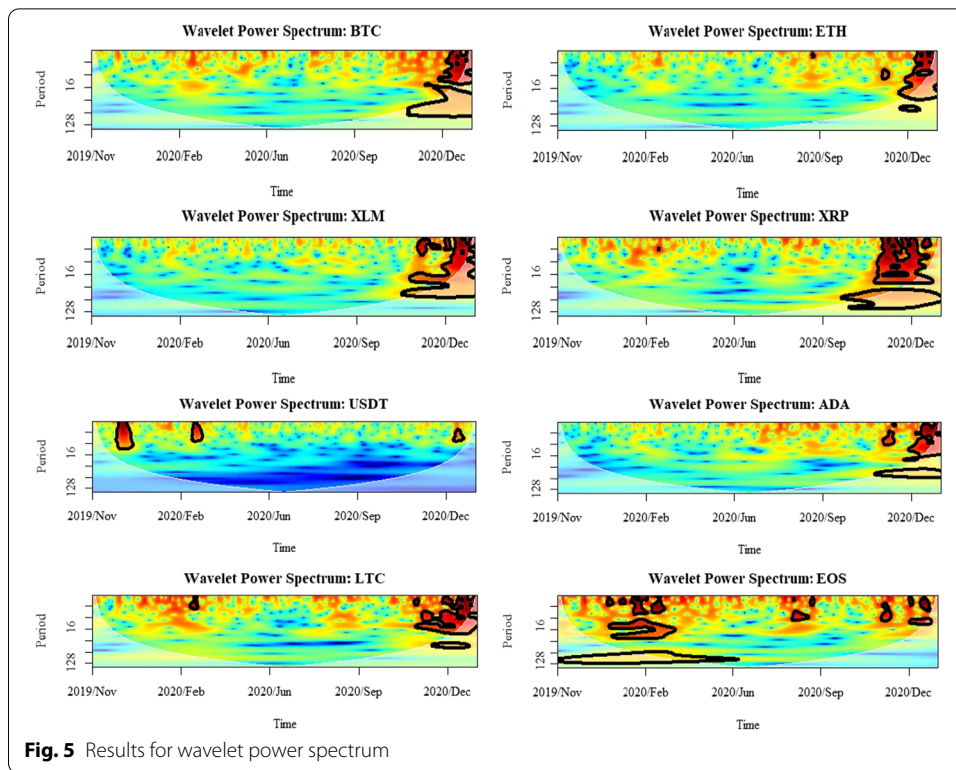 Wavelet Power Spectrum: BTC
Period
16
128
2019/Nov 2020/Feb 2020/Jun 2020/Sep 2020/Dec
Time
Wavelet Power Spectrum: ETH
Period
16
128
2019/Nov 2020/Feb 2020/Jun 2020/Sep 2020/Dec
Time
Wavelet Power Spectrum: XLM
Period
16
128
2019/Nov 2020/Feb 2020/Jun 2020/Sep 2020/Dec
Time
Wavelet Power Spectrum: XRP
Period
16
128
2019/Nov 2020/Feb 2020/Jun 2020/Sep 2020/Dec
Time
Wavelet Power Spectrum: USDT
Period
16
128
2019/Nov 2020/Feb 2020/Jun 2020/Sep 2020/Dec
Time
Wavelet Power Spectrum: ADA
Period
16
128
2019/Nov 2020/Feb 2020/Jun 2020/Sep 2020/Dec
Time
Wavelet Power Spectrum: LTC
Period
16
128
2019/Nov 2020/Feb 2020/Jun 2020/Sep 2020/Dec
Time
Wavelet Power Spectrum: EOS
Period
16
128
2019/Nov 2020/Feb 2020/Jun 2020/Sep 2020/Dec
Time
Fig. 5 Results for wavelet power spectrum